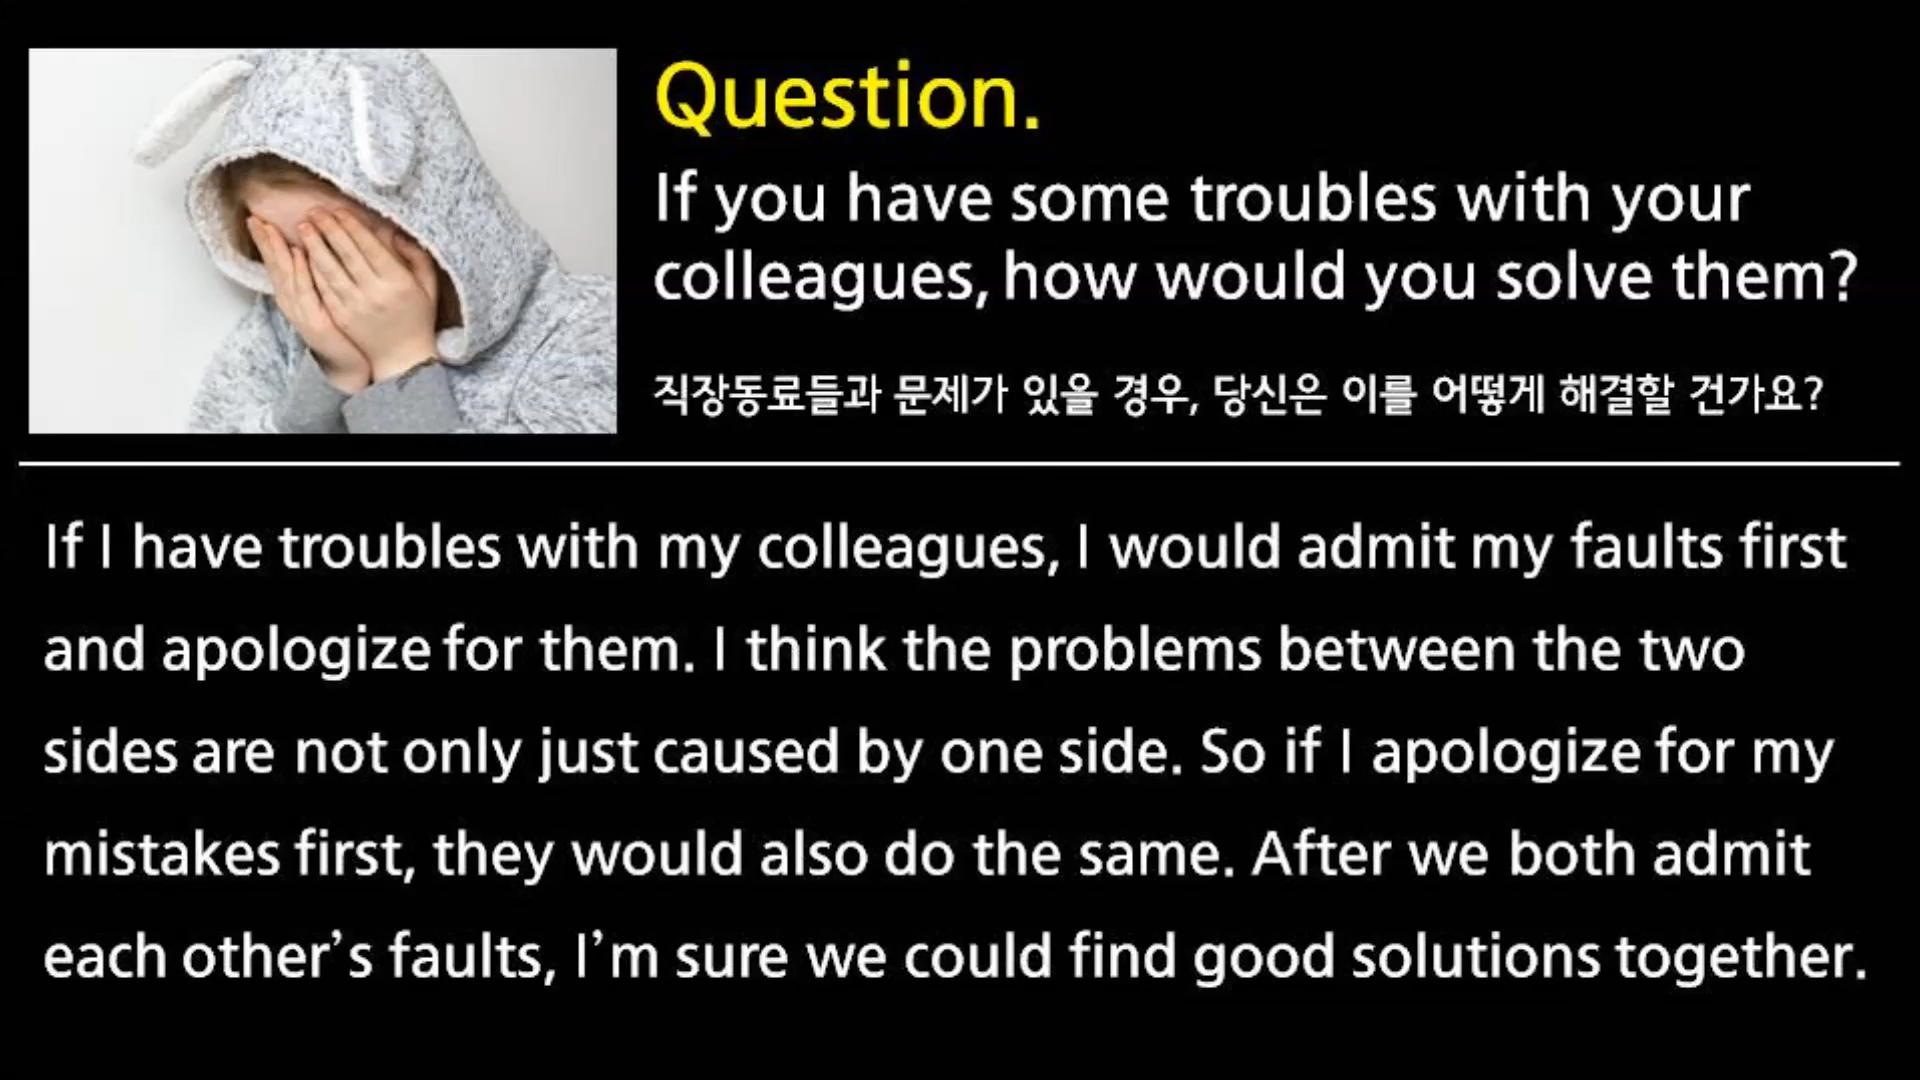 Question.
If you have some troubles with your
colleagues, how would you solve them?
직장동료들과 문제가 있을 경우, 당신은 이를 어떻게 해결할 건가요?
If I have troubles with my colleagues, I would admit my faults first
and apologize for them. I think the problems between the two
sides are not only just caused by one side. So if I apologize for my
mistakes first, they would also do the same. After we both admit
each other’s faults, I’m sure we could find good solutions together.